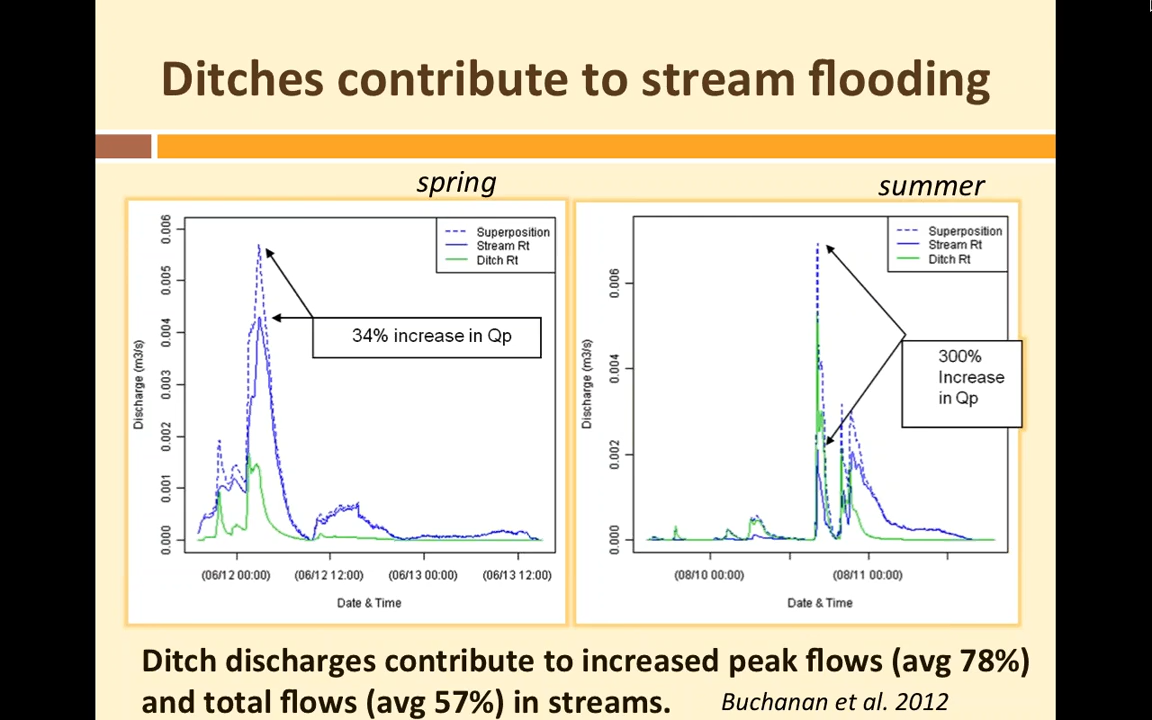 Ditches contribute to stream flooding
spring
summer
Superposition
Stream Rt
Ditch Rt
34% increase in Qp
Discharge (m3/s)
0.006
0.005
0.004
0.003
0.002
0.001
0.000
(06/12 00:00)
(06/12 12:00)
(06/13 00:00)
(06/13 12:00)
Date & Time
Superposition
Stream Rt
Ditch Rt
300%
Increase
in Qp
Discharge (m3/s)
0.006
0.004
0.002
0.000
(08/10 00:00)
(08/11 00:00)
Date & Time
Ditch discharges contribute to increased peak flows (avg 78%)
and total flows (avg 57%) in streams.
Buchanan et al. 2012